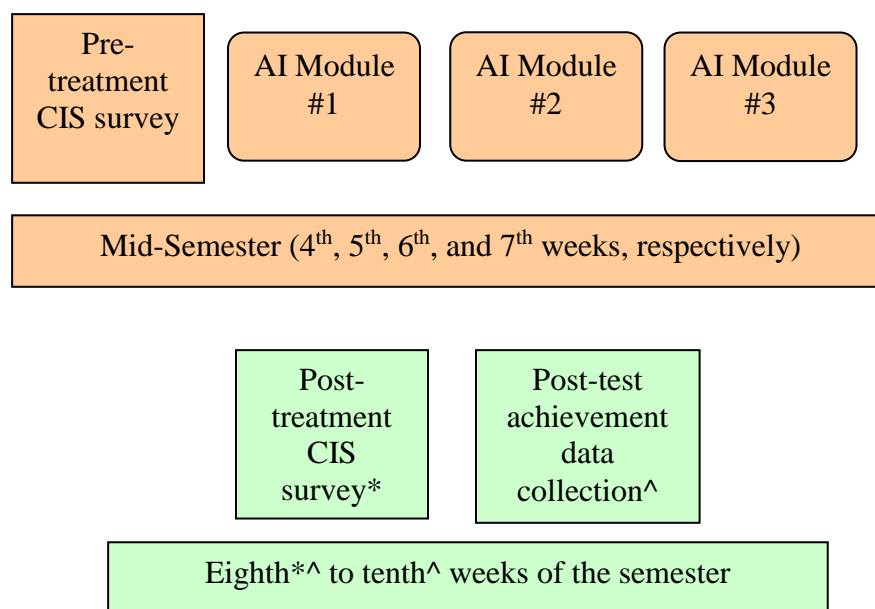 Pre-
treatment
CIS survey
AI Module
#1
AI Module
#2
AI Module
#3
Mid-Semester (4th, 5th, 6th, and 7th weeks, respectively)
Post-
treatment
CIS
survey*
Post-test
achievement
data
collection^
Eighth*^ to tenth^ weeks of the semester